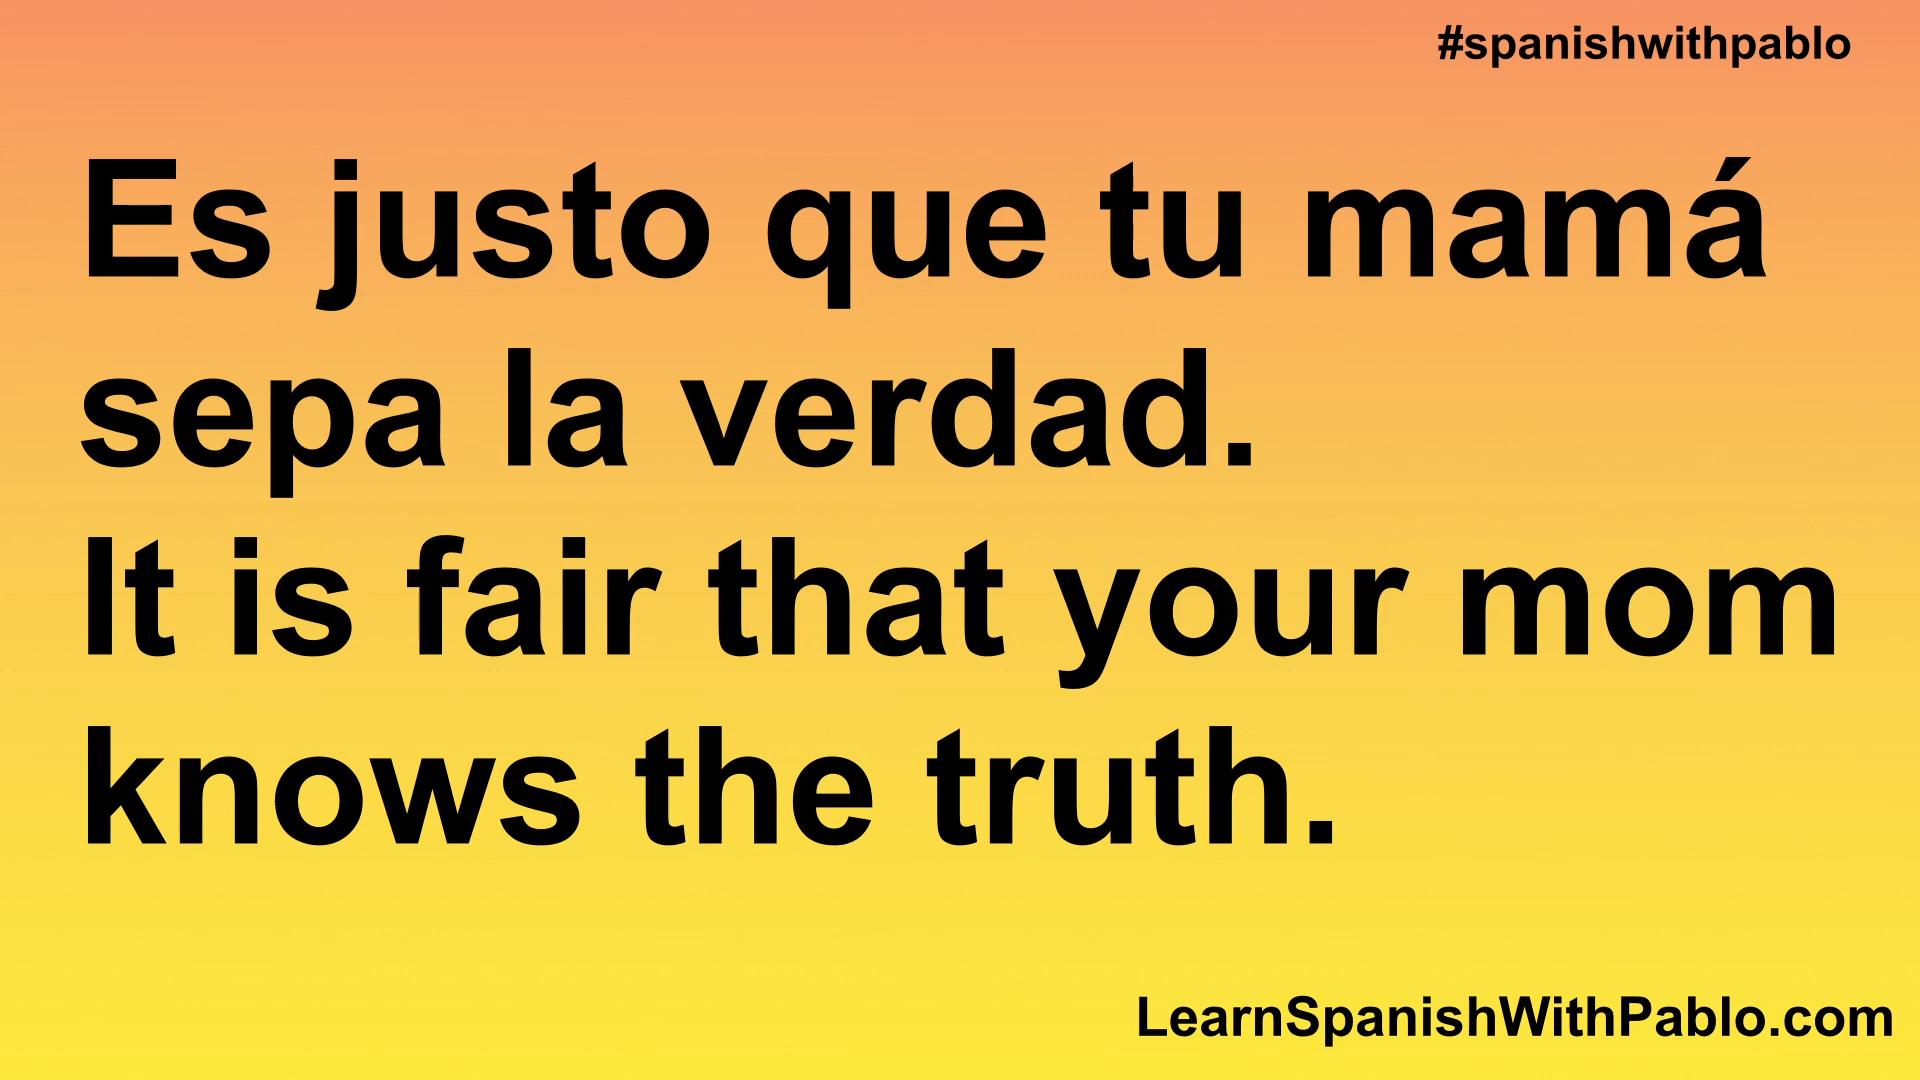 #spanishwithpablo
Es justo que tu mamá
sepa la verdad.
It is fair that your mom
knows the truth.
LearnSpanishWithPablo.com